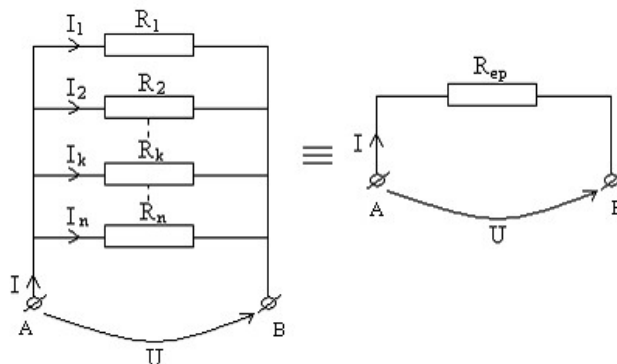 I1 R1
I2 R2
Ik Rk
In Rn
I
A B
U
≡
Rep
I
A B
U